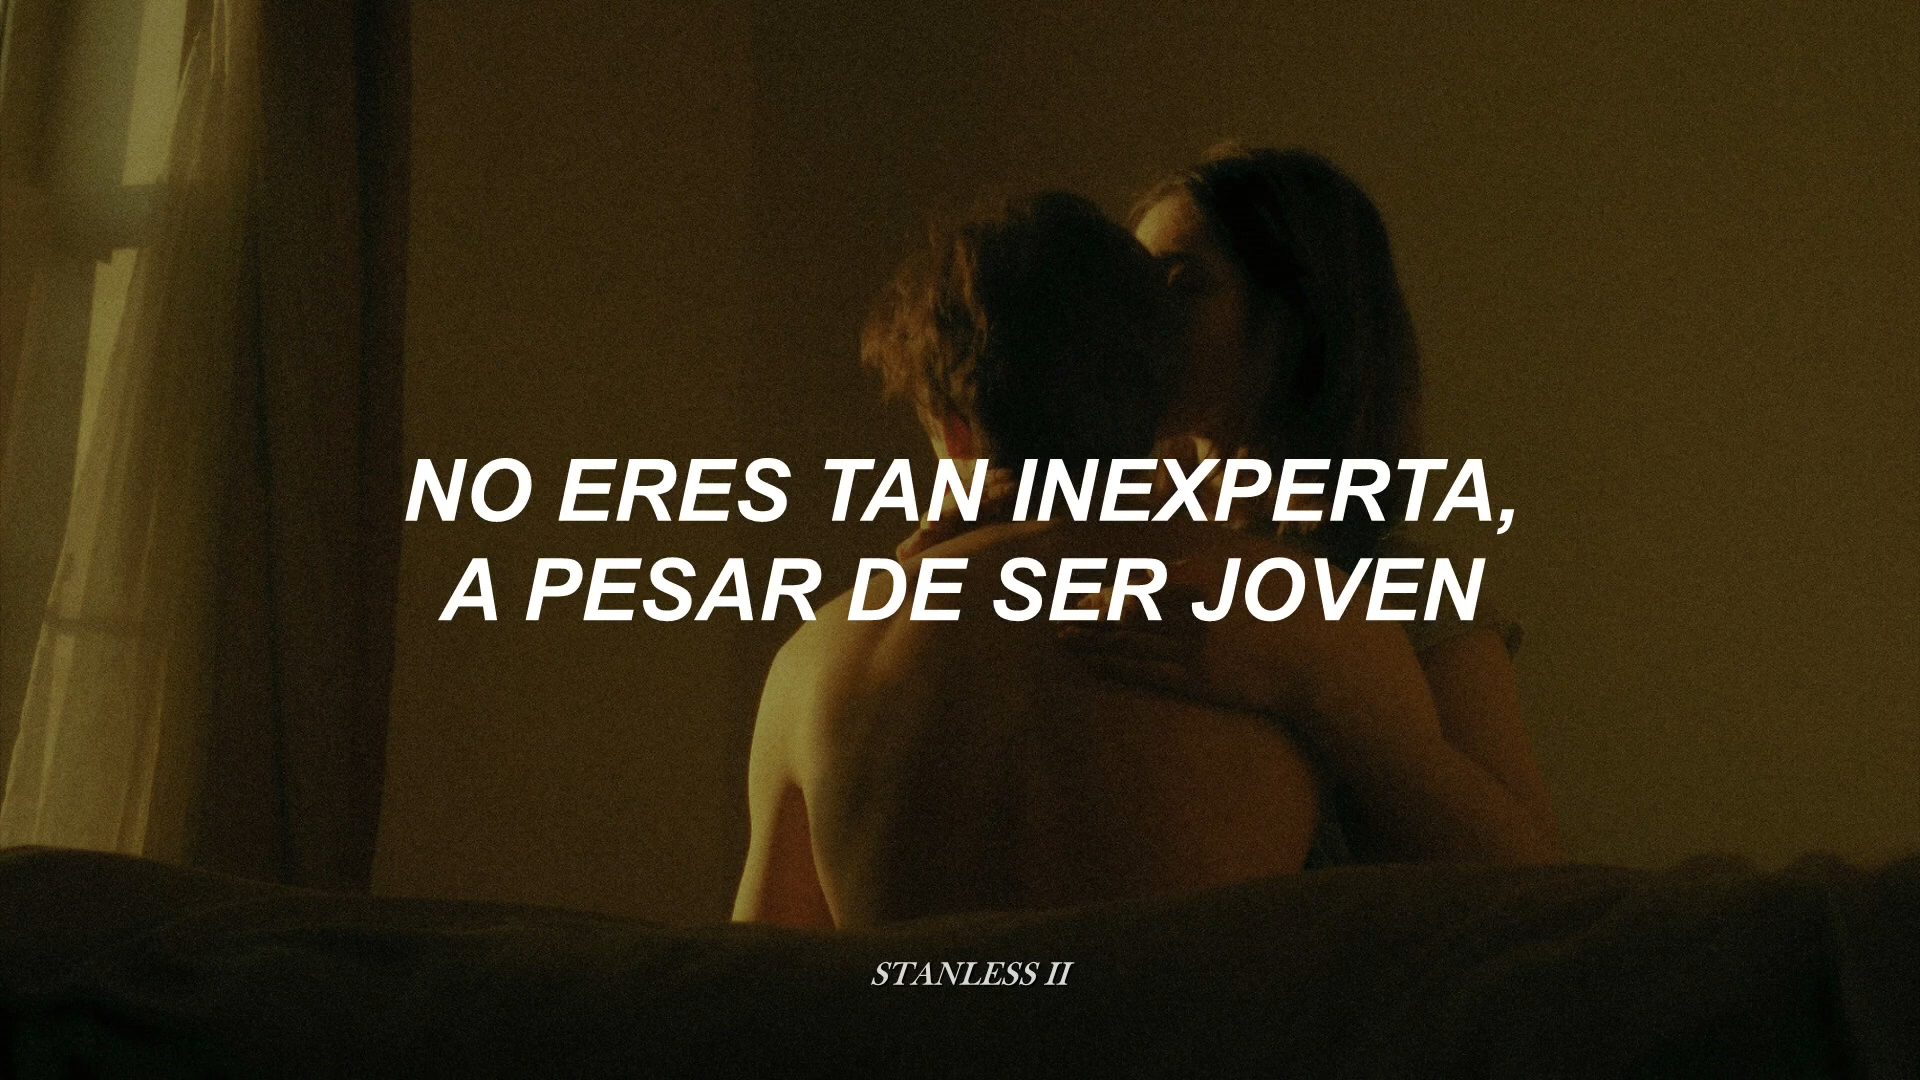 NO ERES TAN INEXPERTA,
A PESAR DE SER JOVEN
STANLESS II